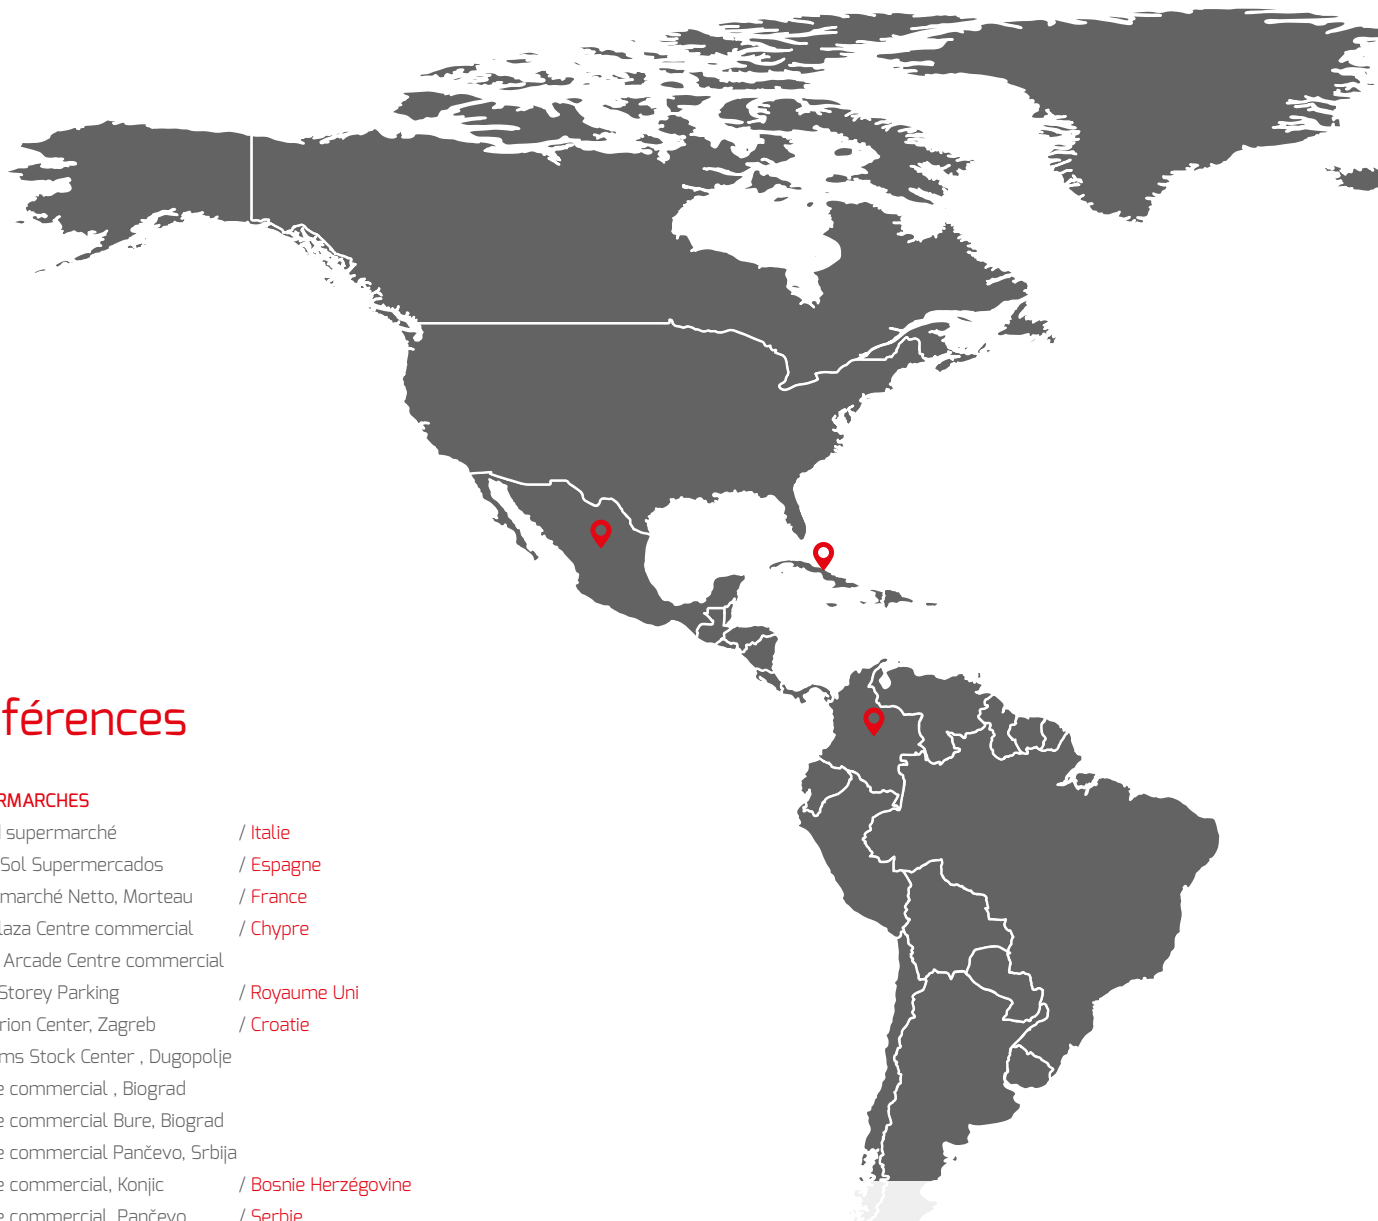 férences
RMARCHES
supermarché / Italie
Sol Supermercados / Espagne
marché Netto, Morteau / France
laza Centre commercial / Chypre
Arcade Centre commercial
Storey Parking / Royaume Uni
rion Center, Zagreb / Croatie
ms Stock Center , Dugopolje
e commercial , Biograd
e commercial Bure, Biograd
e commercial Pančevo, Srbija
e commercial, Konjic / Bosnie Herzégovine
e commercial, Pančevo / Serbie